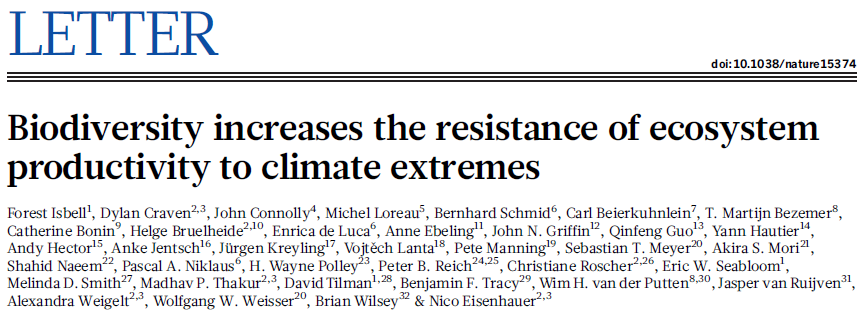 LETTER
doi:10.1038/nature15374
Biodiversity increases the resistance of ecosystem
productivity to climate extremes
Forest Isbell1, Dylan Craven2,3, John Connolly4, Michel Loreau5, Bernhard Schmid6, Carl Beierkuhnlein7, T. Martijn Bezemer8,
Catherine Bonin9, Helge Bruelheide2,10, Enrica de Luca6, Anne Ebeling11, John N. Griffin12, Qinfeng Guo13, Yann Hautier14,
Andy Hector15, Anke Jentsch16, Jürgen Kreyling17, Vojtěch Lanta18, Pete Manning19, Sebastian T. Meyer20, Akira S. Mori21,
Shahid Naeem22, Pascal A. Niklaus6, H. Wayne Polley23, Peter B. Reich24,25, Christiane Roscher2,26, Eric W. Seabloom1,
Melinda D. Smith27, Madhav P. Thakur2,3, David Tilman1,28, Benjamin F. Tracy29, Wim H. van der Putten8,30, Jasper van Ruijven31,
Alexandra Weigelt2,3, Wolfgang W. Weisser20, Brian Wilsey32 & Nico Eisenhauer2,3